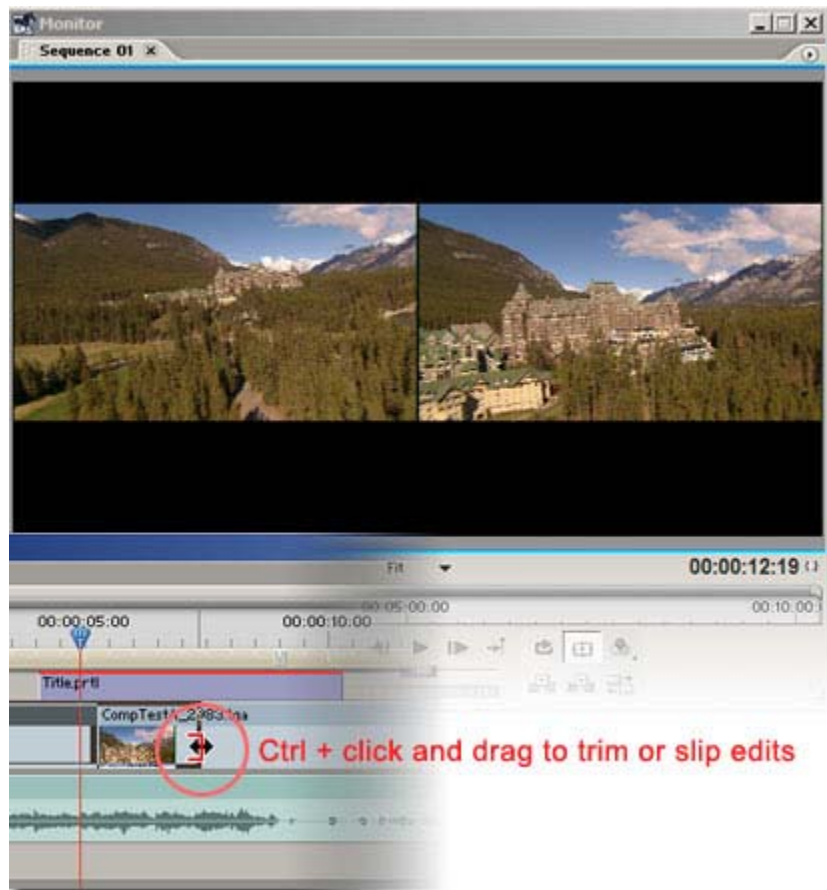 Monitor
Sequence 01 ×
Fit
00:00:12:19
00:05:00:00 00:10:00:
00:00:05:00 00:00:10:00
Title.prtl
CompTest
Ctrl + click and drag to trim or slip edits